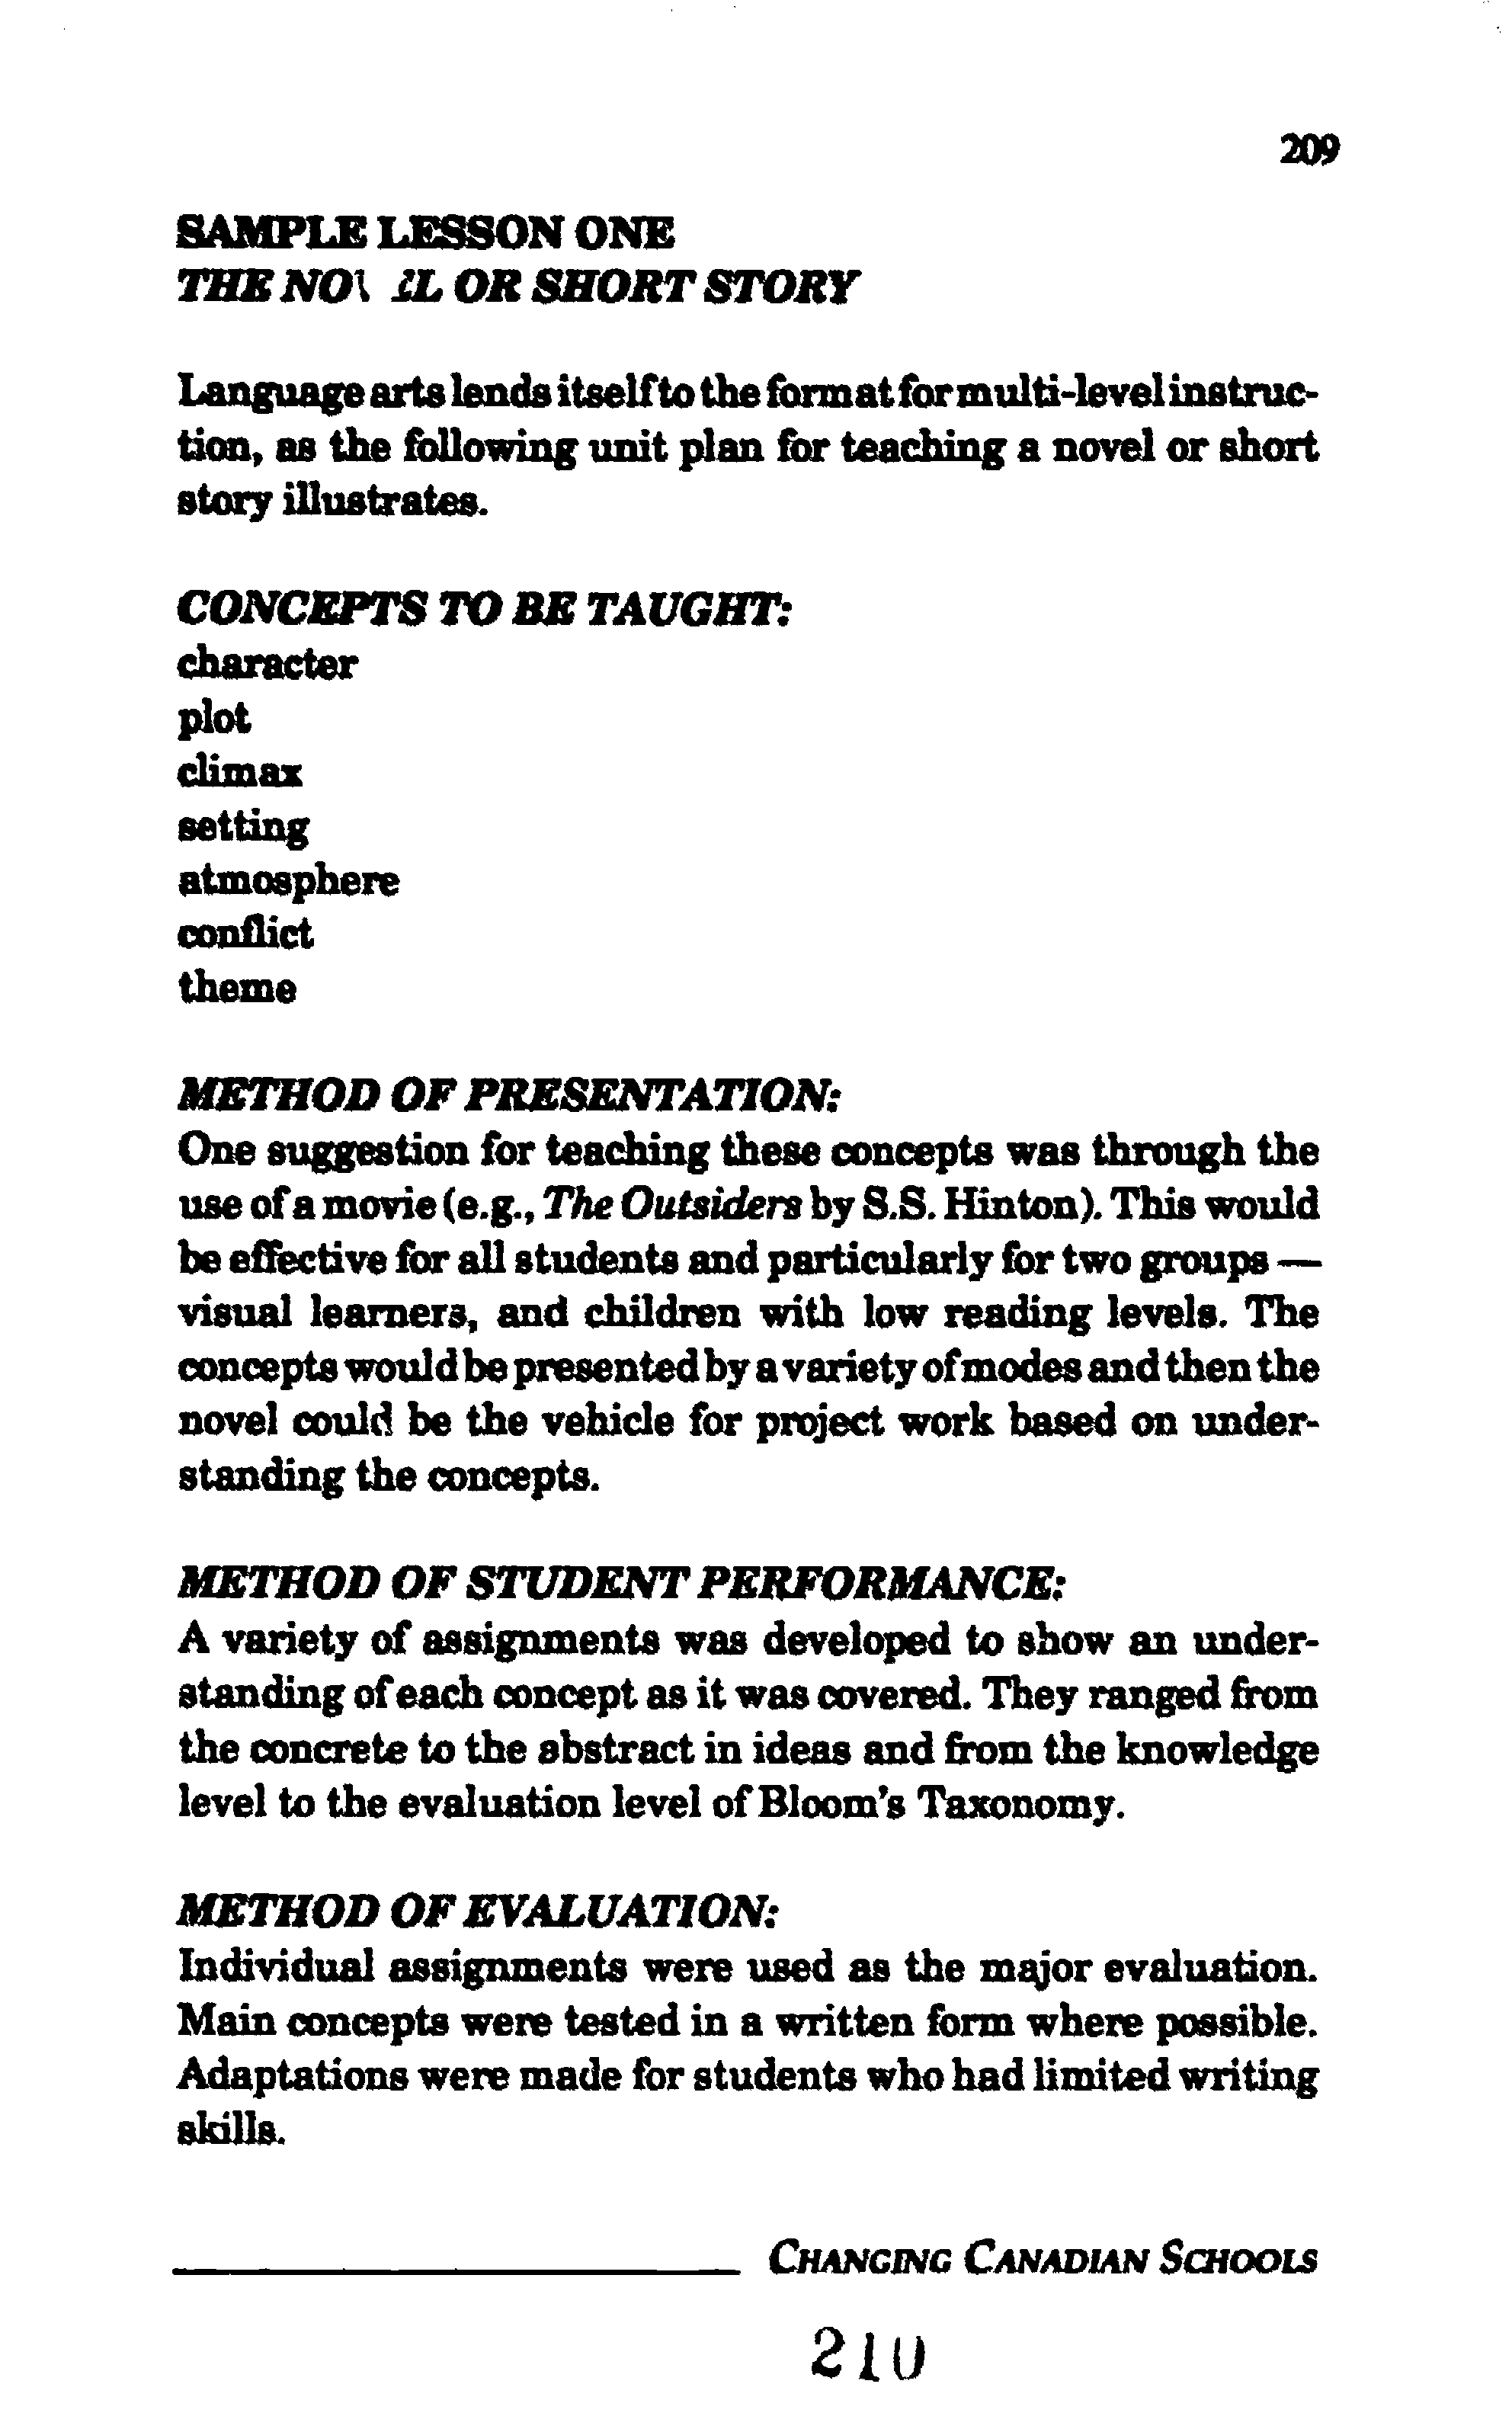 209
SAMPLE LESSON ONE
THE NOVEL OR SHORT STORY
Language arts lends itself to the format for multi-level instruc-
tion, as the following unit plan for teaching a novel or short
story illustrates.
CONCEPTS TO BE TAUGHT:
character
plot
climax
setting
atmosphere
conflict
theme
METHOD OF PRESENTATION:
One suggestion for teaching these concepts was through the
use of a movie (e.g., The Outsiders by S.S. Hinton). This would
be effective for all students and particularly for two groups —
visual learners, and children with low reading levels. The
concepts would be presented by a variety of modes and then the
novel could be the vehicle for project work based on under-
standing the concepts.
METHOD OF STUDENT PERFORMANCE:
A variety of assignments was developed to show an under-
standing of each concept as it was covered. They ranged from
the concrete to the abstract in ideas and from the knowledge
level to the evaluation level of Bloom's Taxonomy.
METHOD OF EVALUATION:
Individual assignments were used as the major evaluation.
Main concepts were tested in a written form where possible.
Adaptations were made for students who had limited writing
skills.
CHANGING CANADIAN SCHOOLS
210